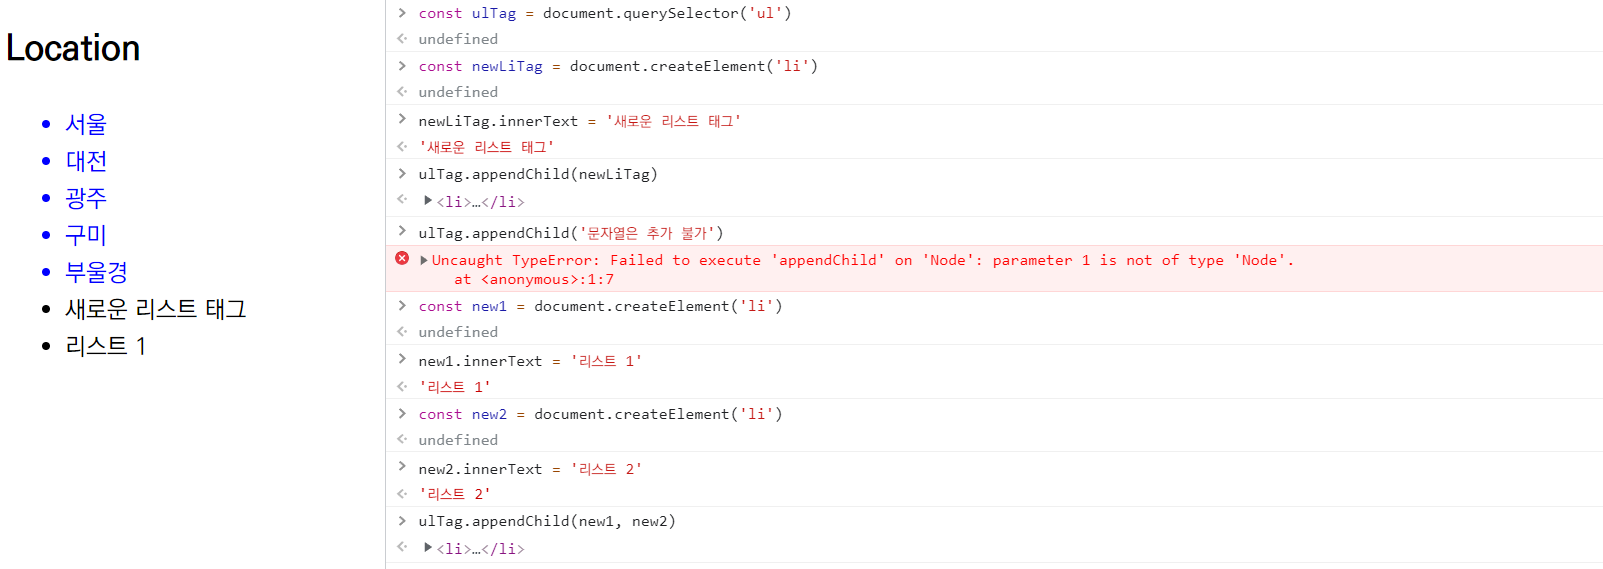 Location
서울
대전
광주
구미
부울경
새로운 리스트 태그
리스트 1
const ulTag = document.querySelector('ul')
undefined
const newLiTag = document.createElement('li')
undefined
newLiTag.innerText = '새로운 리스트 태그'
'새로운 리스트 태그'
ulTag.appendChild(newLiTag)
<li>…</li>
ulTag.appendChild('문자열은 추가 불가')
Uncaught TypeError: Failed to execute 'appendChild' on 'Node': parameter 1 is not of type 'Node'.
at <anonymous>:1:7
const new1 = document.createElement('li')
undefined
new1.innerText = '리스트 1'
'리스트 1'
const new2 = document.createElement('li')
undefined
new2.innerText = '리스트 2'
'리스트 2'
ulTag.appendChild(new1, new2)
<li>…</li>